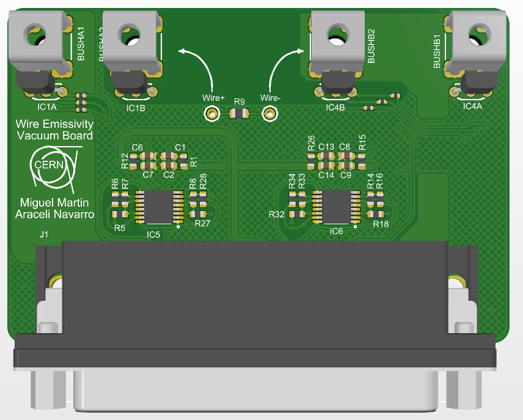 BUSHA1
BUSHA2
BUSHB2
BUSHB1
IC1A
IC1B
IC4B
IC4A
Wire+
R9
Wire-
Wire Emissivity
Vacuum Board
CERN
Miguel Martin
Araceli Navarro
J1
R12
C6
C1
R1
C7
C2
R6
R7
R8
R28
R5
IC5
R27
R26
C13
C8
R15
C14
C9
R34
R33
R14
R16
R32
IC6
R18